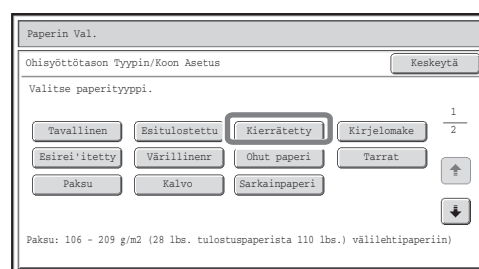 Paperin Val.
Ohisyöttötason Tyypin/Koon Asetus Keskeytä
Valitse paperityyppi.
1
2
Tavallinen Esitulostettu Kierrätetty Kirjelomake
Esirei'itetty Värillinenr Ohut paperi Tarrat
Paksu Kalvo Sarkainpaperi
Paksu: 106 - 209 g/m2 (28 lbs. tulostuspaperista 110 lbs.) välilehtipaperiin)